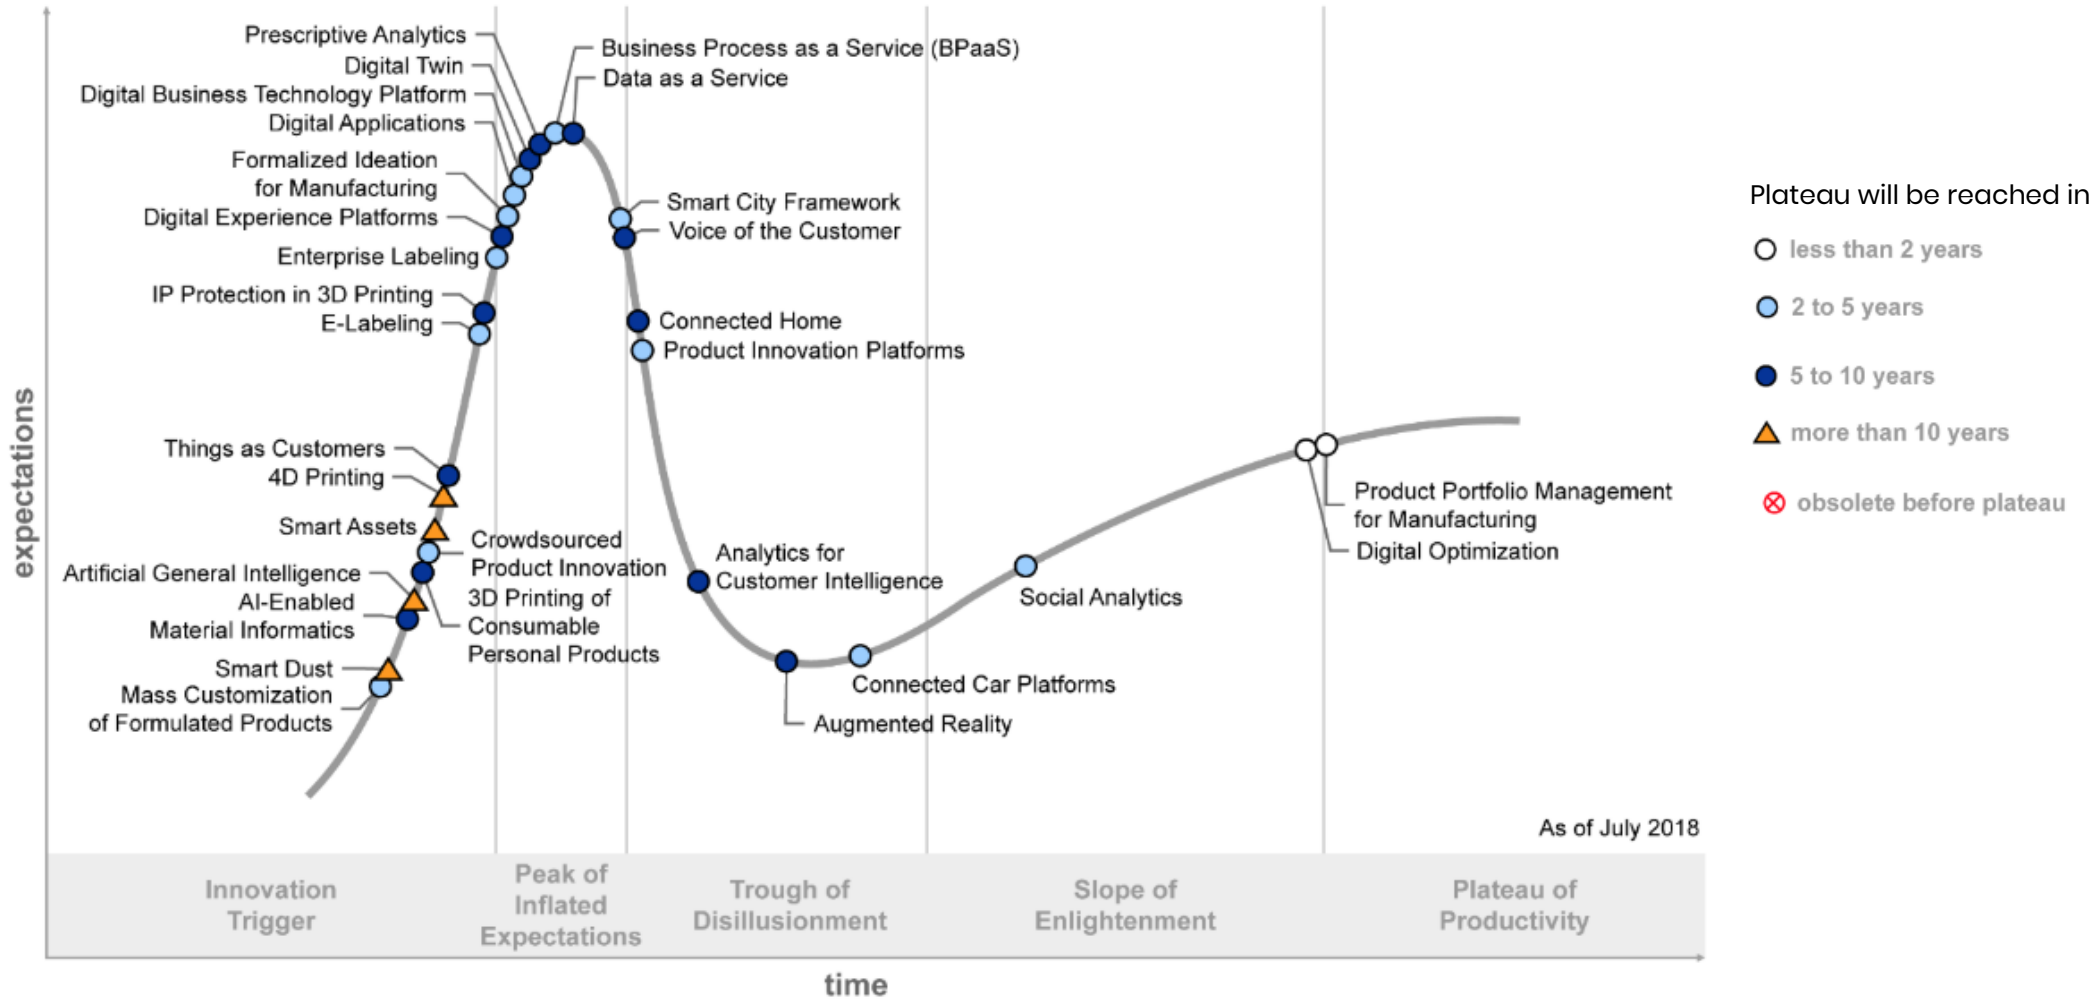 Prescriptive Analytics
Digital Twin
Digital Business Technology Platform
Digital Applications
Formalized Ideation
for Manufacturing
Digital Experience Platforms
Enterprise Labeling
IP Protection in 3D Printing
E-Labeling
Things as Customers
4D Printing
Smart Assets
Artificial General Intelligence
AI-Enabled
Material Informatics
Smart Dust
Mass Customization
of Formulated Products
Crowdsourced
Product Innovation
3D Printing of
Consumable
Personal Products
Business Process as a Service (BPaaS)
Data as a Service
Smart City Framework
Voice of the Customer
Connected Home
Product Innovation Platforms
Analytics for
Customer Intelligence
Connected Car Platforms
Augmented Reality
Social Analytics
Product Portfolio Management
for Manufacturing
Digital Optimization
Plateau will be reached in
less than 2 years
2 to 5 years
5 to 10 years
more than 10 years
obsolete before plateau
As of July 2018
expectations
Innovation
Trigger
Peak of
Inflated
Expectations
Trough of
Disillusionment
Slope of
Enlightenment
Plateau of
Productivity
time